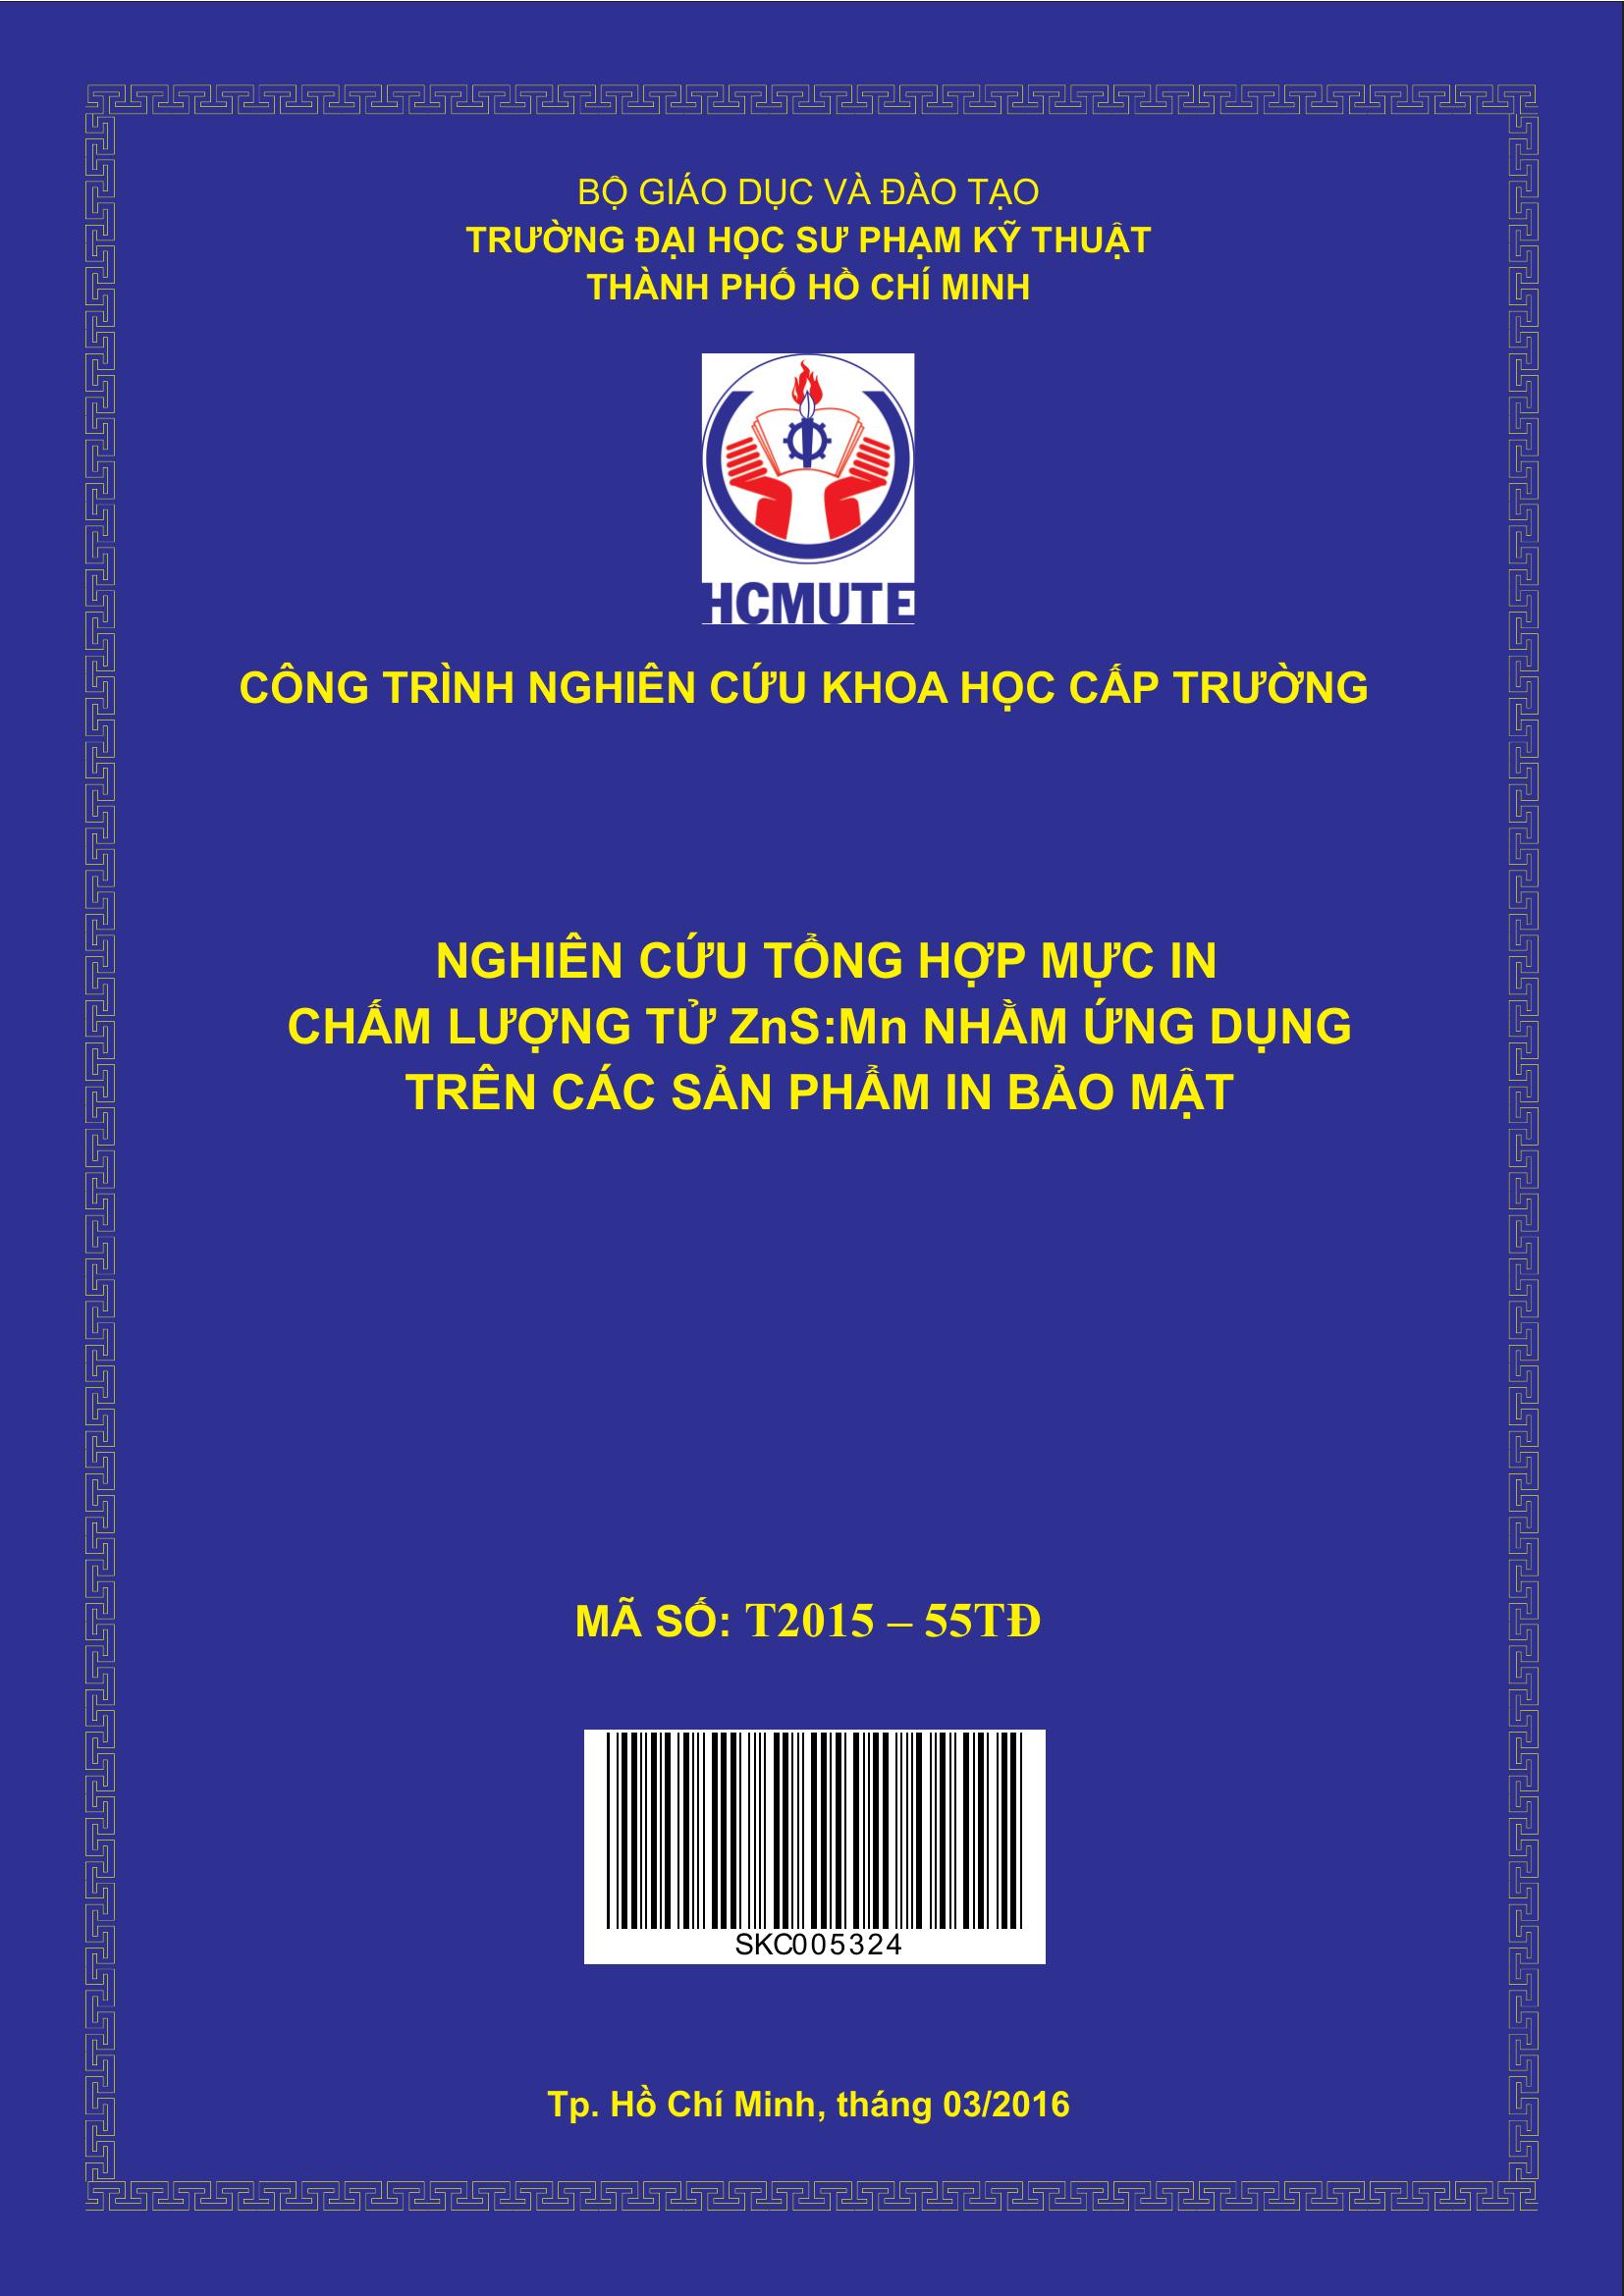 BỘ GIÁO DỤC VÀ ĐÀO TẠO
TRƯỜNG ĐẠI HỌC SƯ PHẠM KỸ THUẬT
THÀNH PHỐ HỒ CHÍ MINH
HCMUTE
CÔNG TRÌNH NGHIÊN CỨU KHOA HỌC CẤP TRƯỜNG
NGHIÊN CỨU TỔNG HỢP MỰC IN
CHẤM LƯỢNG TỬ ZnS:Mn NHẰM ỨNG DỤNG
TRÊN CÁC SẢN PHẨM IN BẢO MẬT
MÃ SỐ: T2015 – 55TĐ
SKC005324
Tp. Hồ Chí Minh, tháng 03/2016